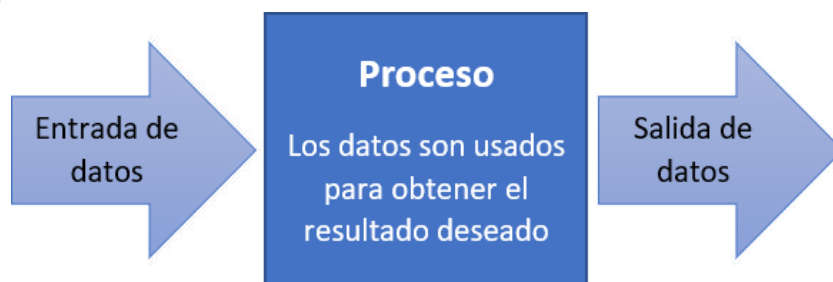 Entrada de
datos
Proceso
Los datos son usados
para obtener el
resultado deseado
Salida de
datos